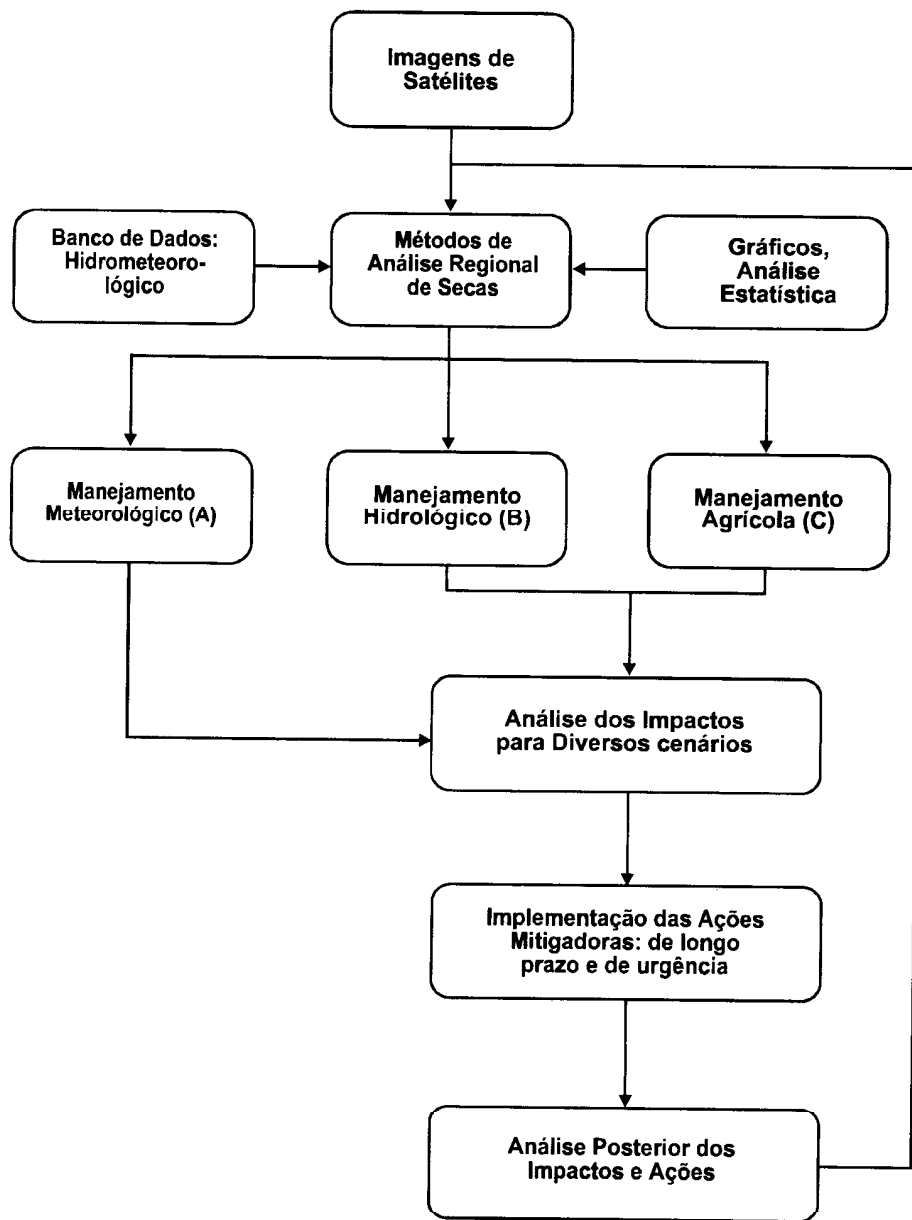 Imagens de
Satélites
Banco de Dados:
Hidrometeoro-
lógico
Métodos de
Análise Regional
de Secas
Gráficos,
Análise
Estatística
Manejamento
Meteorológico (A)
Manejamento
Hidrológico (B)
Manejamento
Agrícola (C)
Análise dos Impactos
para Diversos cenários
Implementação das Ações
Mitigadoras: de longo
prazo e de urgência
Análise Posterior dos
Impactos e Ações